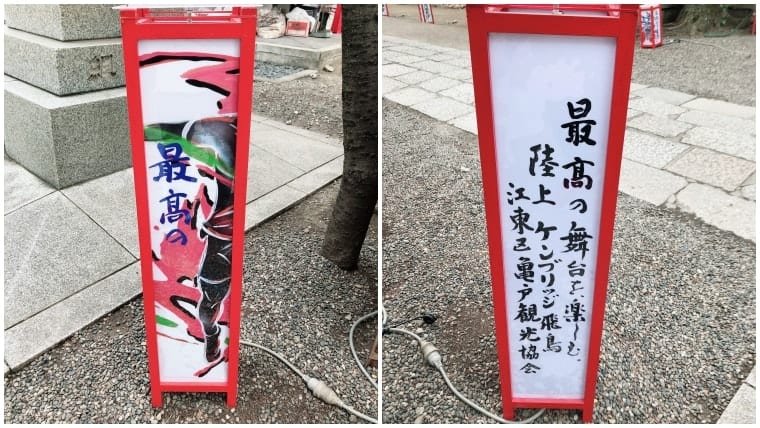 最高の
最高の舞台を楽しむ。
陸上 ケンブリッジ飛鳥
江東区亀戸観光協会